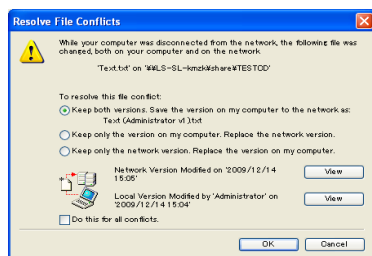 Resolve File Conflicts
While your computer was disconnected from the network, the following file was
changed, both on your computer and on the network
'Text.txt' on '¥¥LS-SL-kmzk¥share¥TESTOD'
To resolve this file conflict:
Keep both versions. Save the version on my computer to the network as:
Text (Administrator v1).txt
Keep only the version on my computer. Replace the network version.
Keep only the network version. Replace the version on my computer.
Network Version Modified on '2009/12/14
15:05'
View
Local Version Modified by 'Administrator' on
'2009/12/14 15:04'
View
Do this for all conflicts.
OK
Cancel